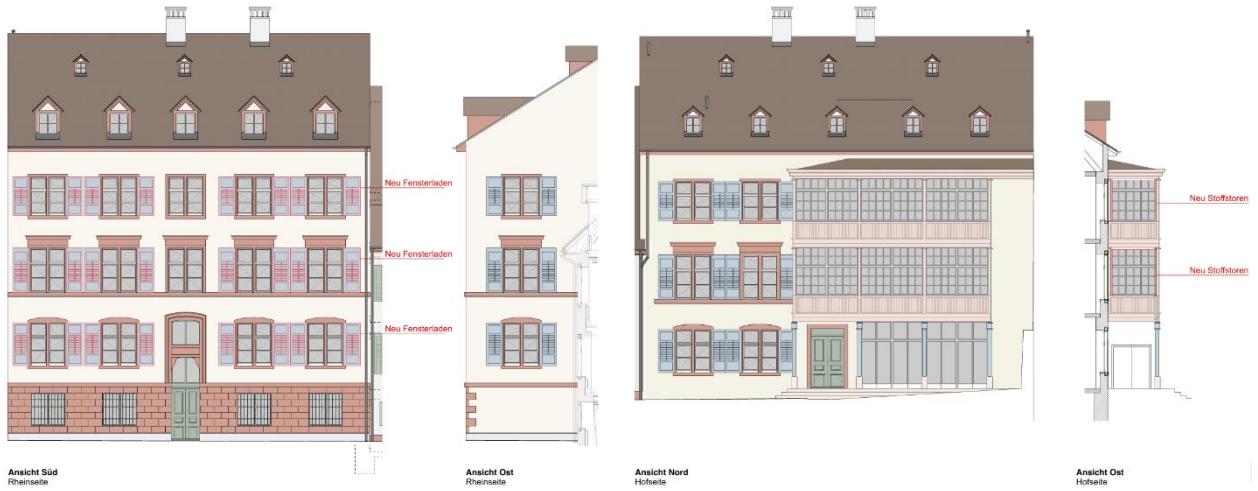 Neu Fensterladen
Neu Fensterladen
Neu Fensterladen
Neu Stoffstoren
Neu Stoffstoren
Ansicht Süd
Rheinseite
Ansicht Ost
Rheinseite
Ansicht Nord
Hofseite
Ansicht Ost
Hofseite